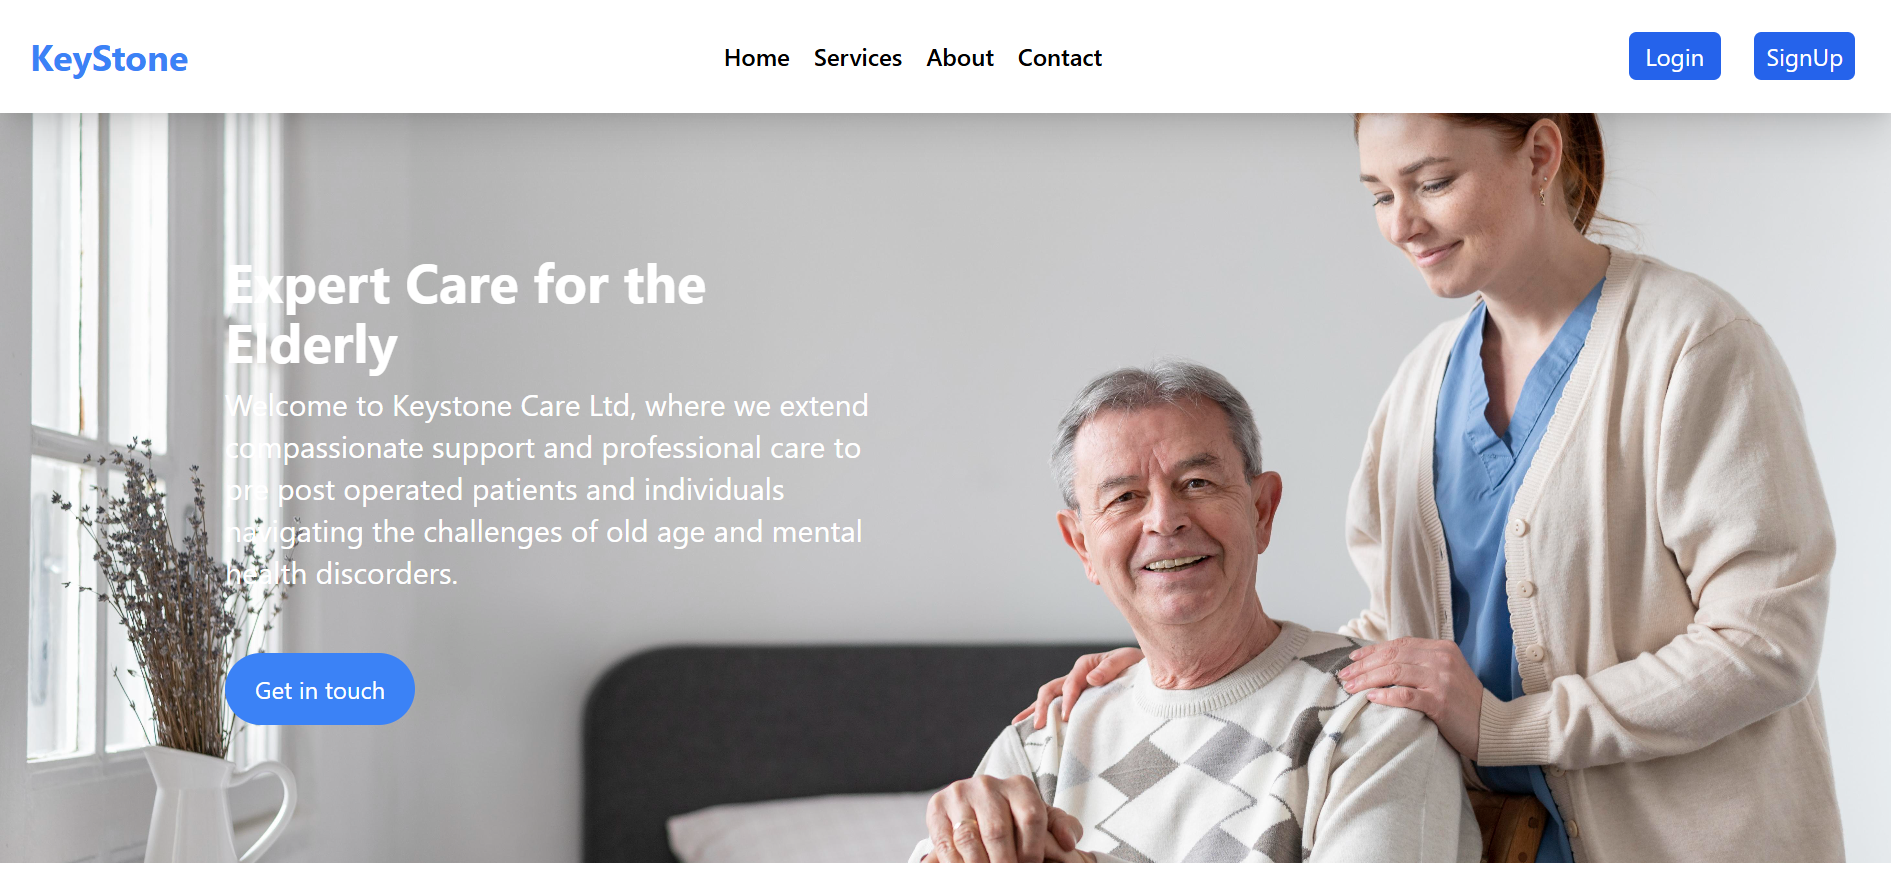 KeyStone
Home Services About Contact
Login
SignUp
Expert Care for the
Elderly
Welcome to Keystone Care Ltd, where we extend
compassionate support and professional care to
pre post operated patients and individuals
navigating the challenges of old age and mental
health discorders.
Get in touch